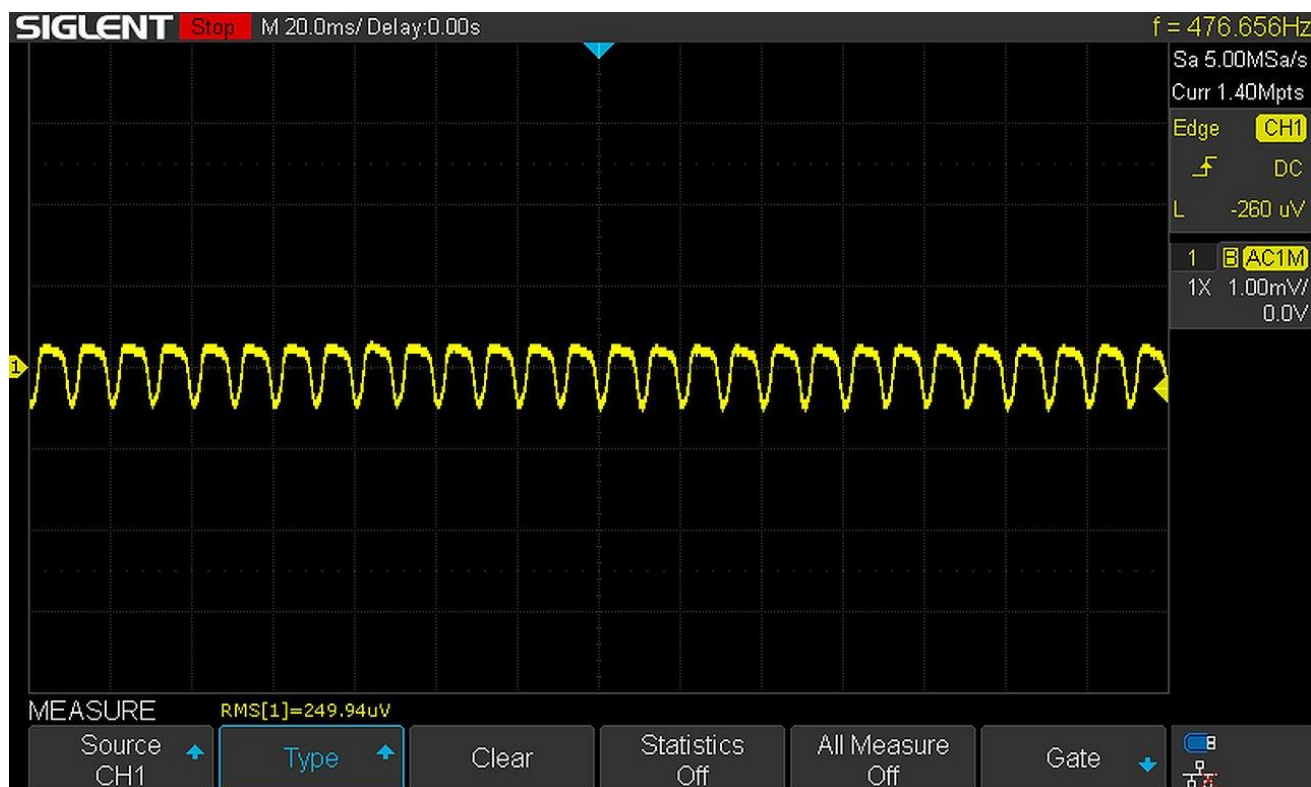 SIGLENT Stop M 20.0ms/ Delay:0.00s f = 476.656Hz
Sa 5.00MSa/s
Curr 1.40Mpts
Edge CH1
DC
L -260 uV
1 B AC1M
1X 1.00mV/
0.0V
1
MEASURE RMS[1]=249.94uV
Source
CH1
Type
Clear
Statistics
Off
All Measure
Off
Gate